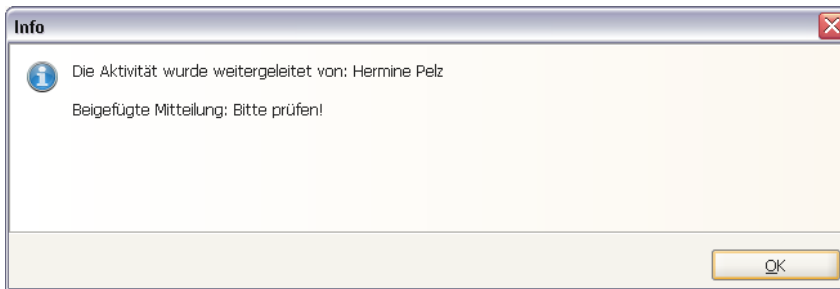 Info
Die Aktivität wurde weitergeleitet von: Hermine Pelz
Beigefügte Mitteilung: Bitte prüfen!
OK